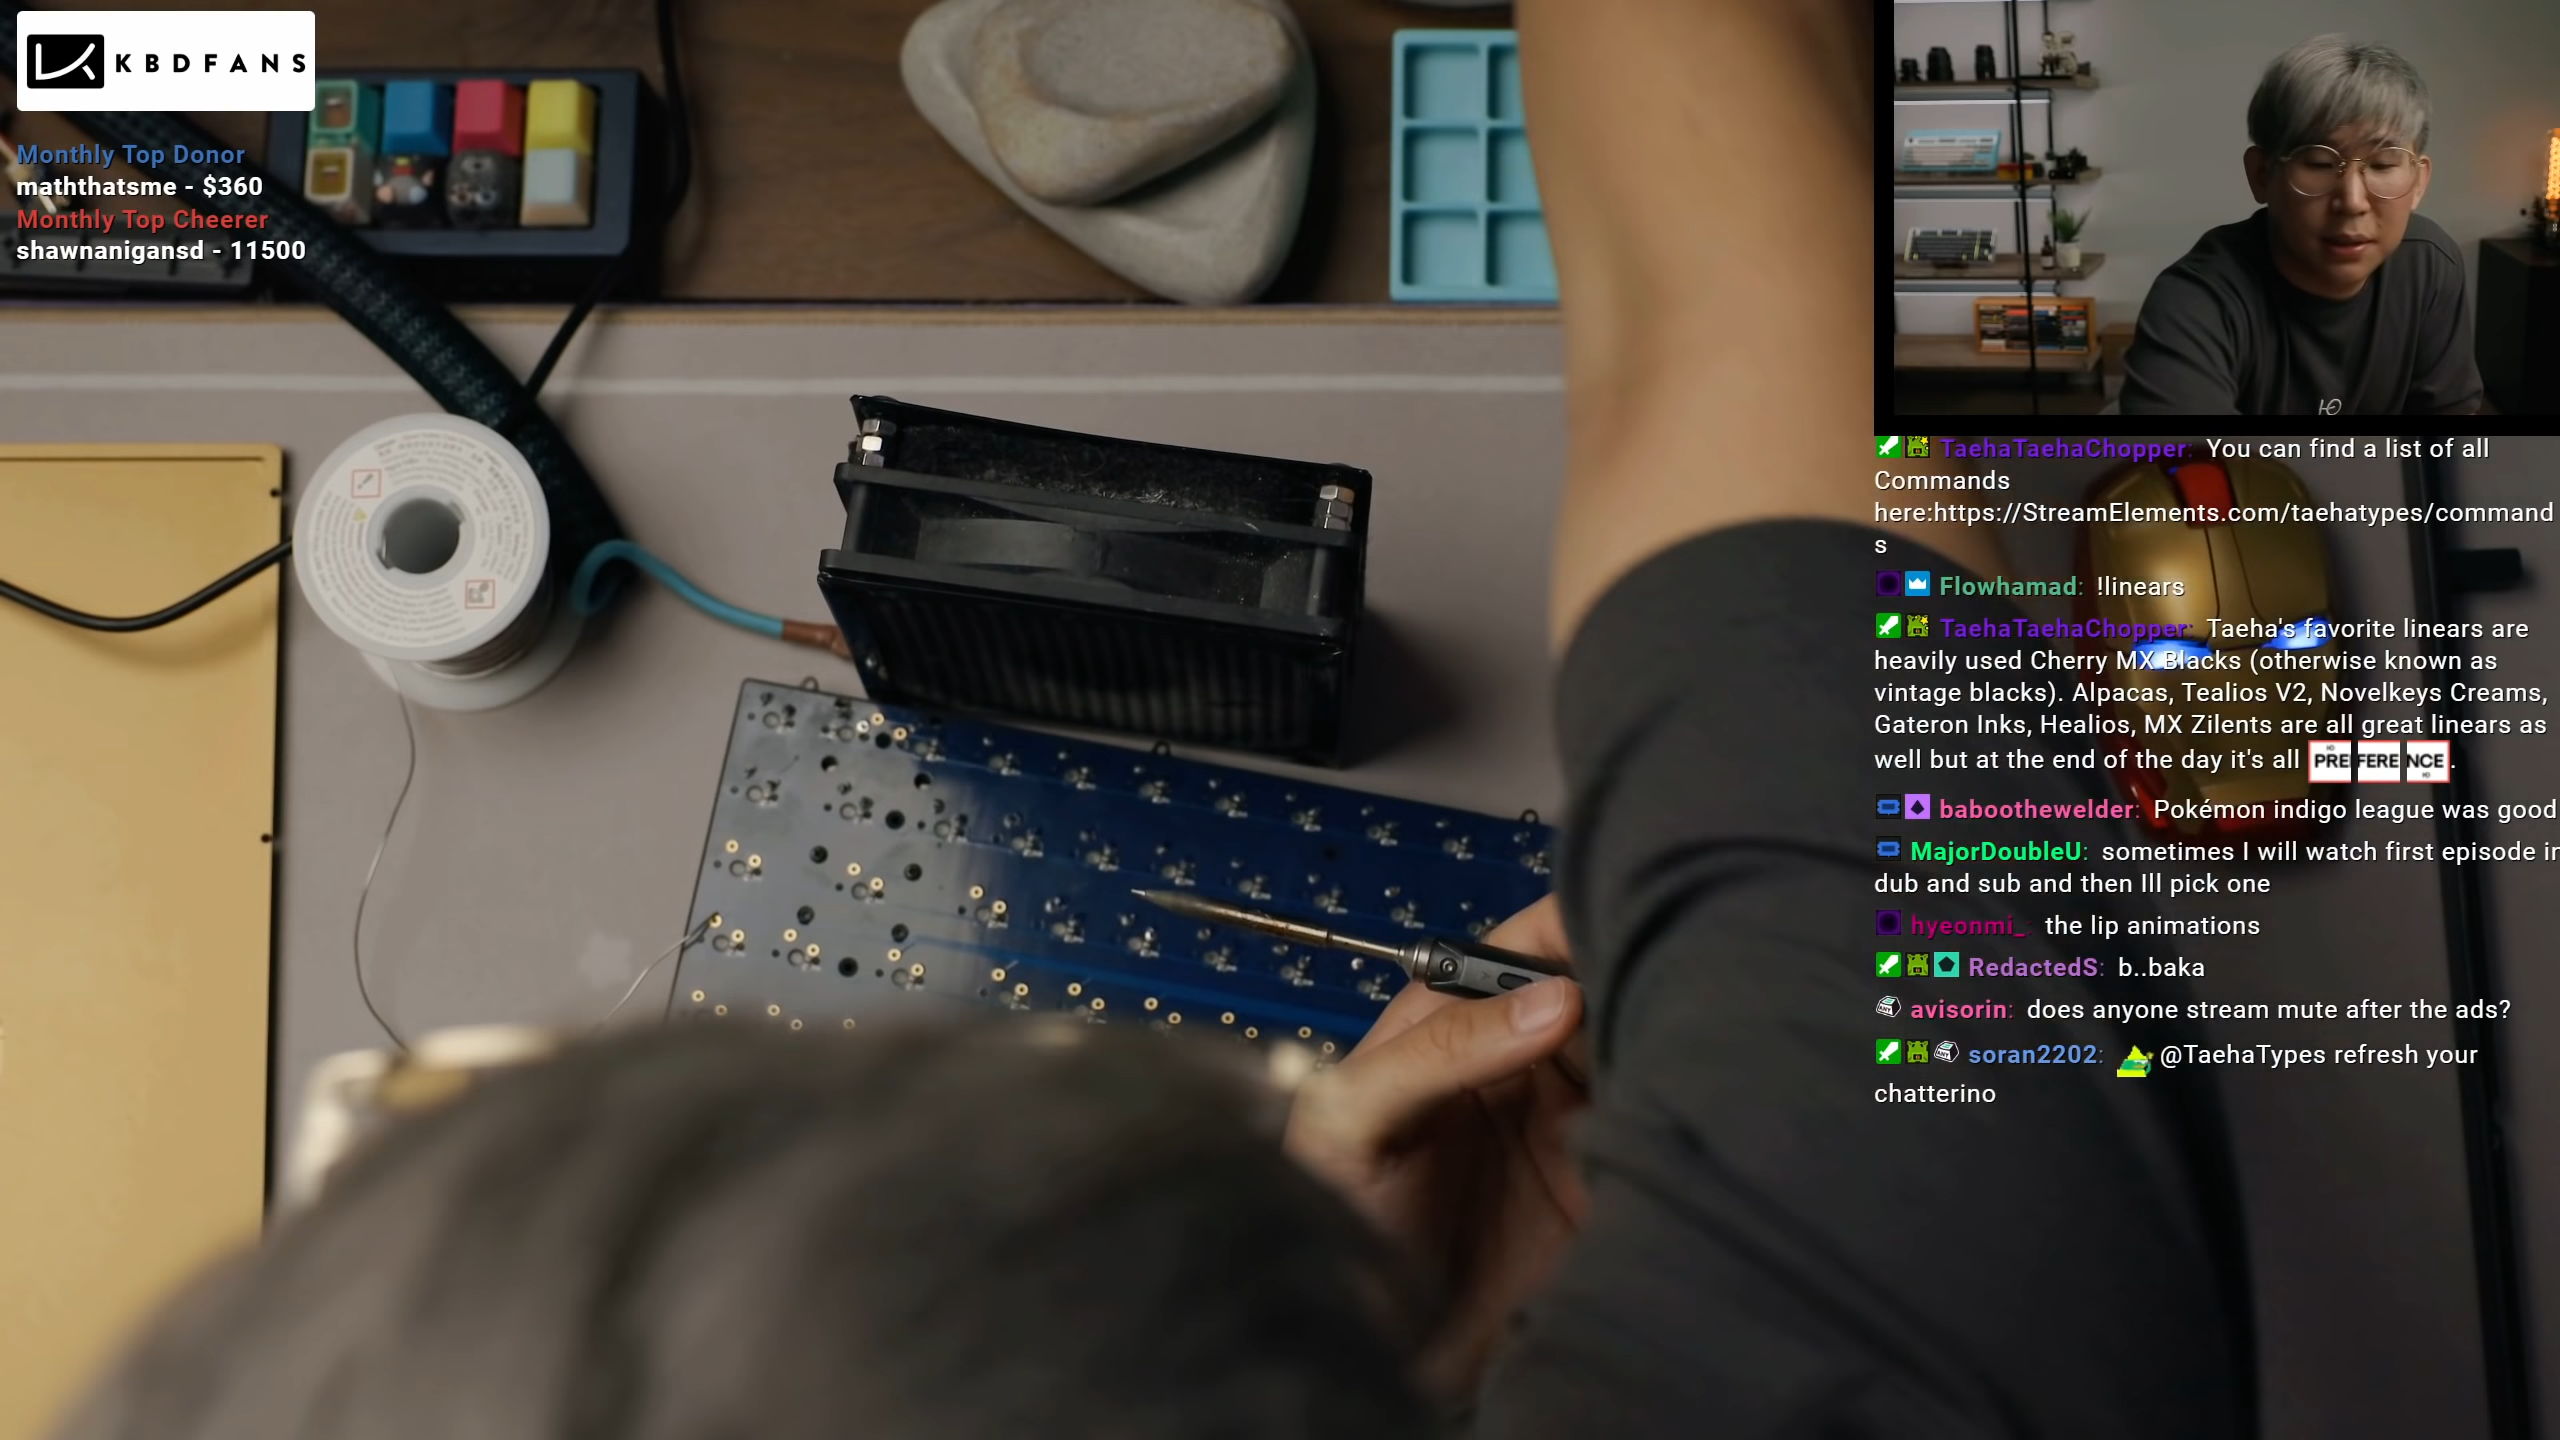 KBDFANS
Monthly Top Donor
maththatsme - $360
Monthly Top Cheerer
shawnanigansd - 11500
TaehaTaehaChopper: You can find a list of all
Commands
here:https://StreamElements.com/taehatypes/command
s
Flowhamad: !linears
TaehaTaehaChopper: Taeha's favorite linears are
heavily used Cherry MX Blacks (otherwise known as
vintage blacks). Alpacas, Tealios V2, Novelkeys Creams,
Gateron Inks, Healios, MX Zilents are all great linears as
well but at the end of the day it's all PREFERENCE.
baboothewelder: Pokémon indigo league was good
MajorDoubleU: sometimes I will watch first episode in
dub and sub and then Ill pick one
hyeonmi_: the lip animations
RedactedS: b..baka
avisorin: does anyone stream mute after the ads?
soran2202: @TaehaTypes refresh your
chatterino